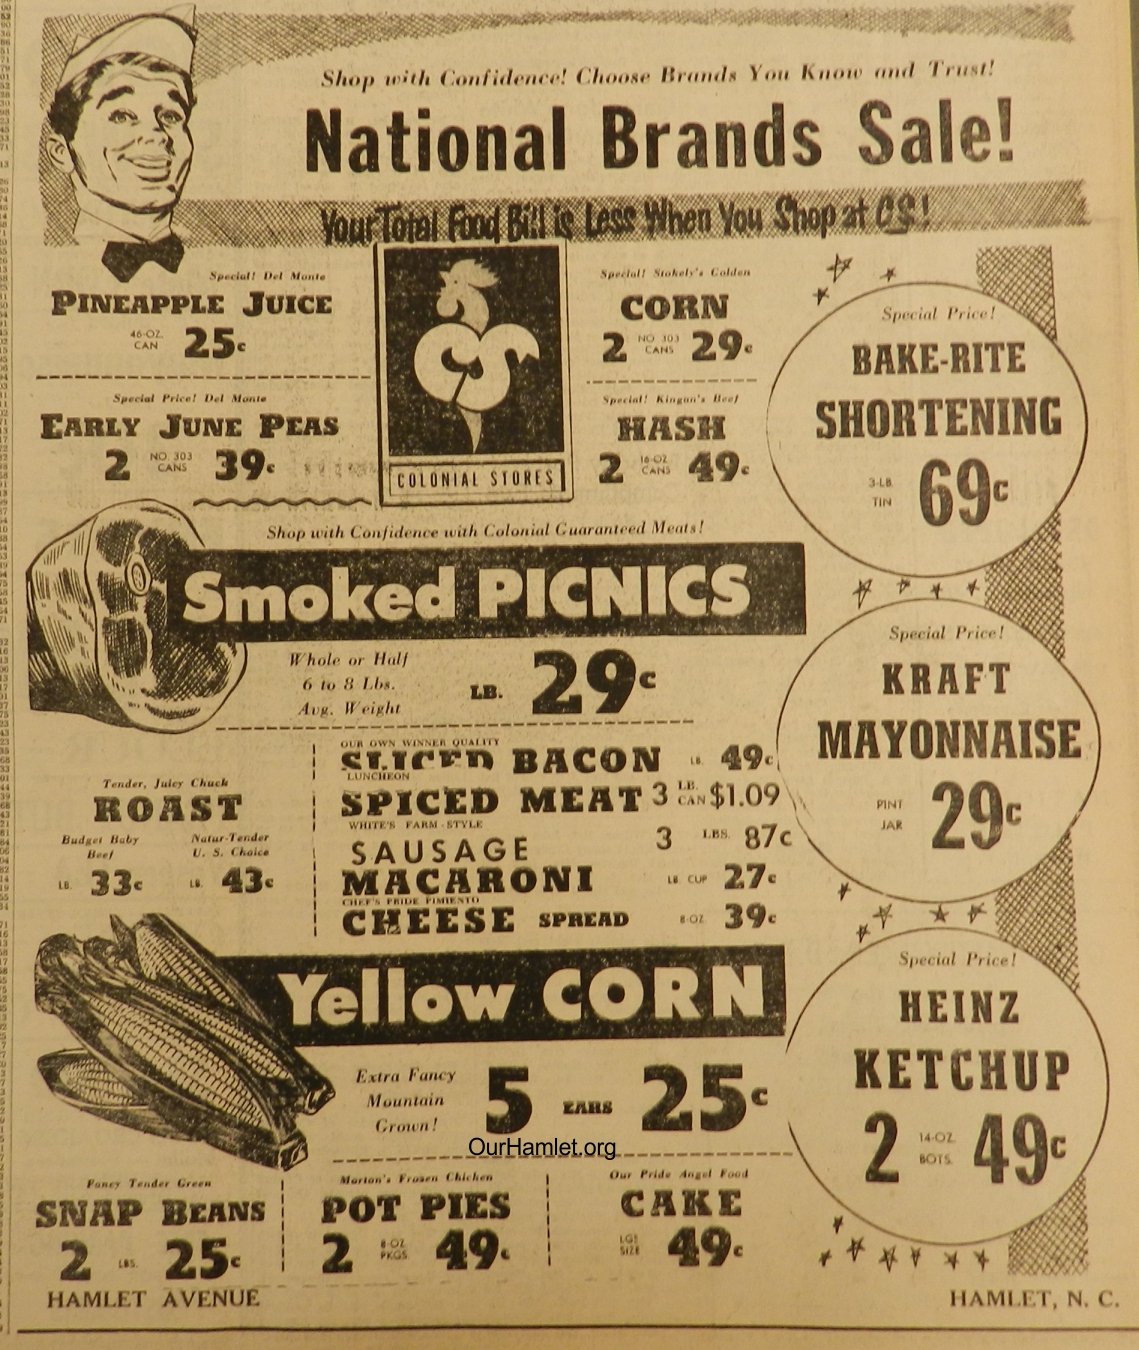 Shop with Confidence! Choose Brands You Know and Trust!
National Brands Sale!
Your Total Food Bill is Less When You Shop at CS!
Special! Del Monte
PINEAPPLE JUICE
46-OZ. CAN 25c
Special Price! Del Monte
EARLY JUNE PEAS
2 NO. 303 CANS 39c
CS
COLONIAL STORES
Special! Stokely's Golden
CORN
2 NO 303 CANS 29c
Special! Kingan's Beef
HASH
2 16-OZ. CANS 49c
Special Price!
BAKE-RITE
SHORTENING
3-LB. TIN 69c
Shop with Confidence with Colonial Guaranteed Meats!
Smoked PICNICS
Whole or Half
6 to 8 Lbs.
Avg. Weight
LB. 29c
Special Price!
KRAFT
MAYONNAISE
PINT JAR 29c
Tender, Juicy Chuck
ROAST
Budget Baby Beef
LB. 33c
Natur-Tender U. S. Choice
LB. 43c
OUR OWN WINNER QUALITY
SLICED BACON LB. 49c
LUNCHEON
SPICED MEAT 3 LB. CAN $1.09
WHITE'S FARM-STYLE
SAUSAGE 3 LBS. 87c
MACARONI LB CUP 27c
CHEF'S PRIDE PIMIENTO
CHEESE SPREAD 8-OZ 39c
Yellow CORN
Extra Fancy
Mountain
Grown!
5 EARS 25c
OurHamlet.org
Special Price!
HEINZ
KETCHUP
2 14-OZ. BOTS. 49c
Fancy Tender Green
SNAP BEANS
2 LBS. 25c
Morton's Frozen Chicken
POT PIES
2 8-OZ PKGS. 49c
Our Pride Angel Food
CAKE
LGE SIZE 49c
HAMLET AVENUE
HAMLET, N. C.